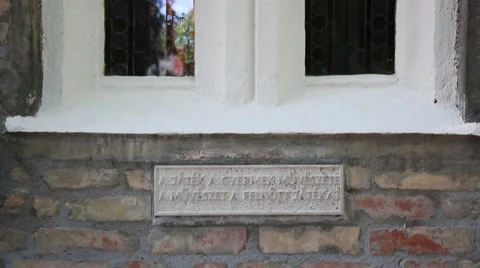 A JÁTÉK A GYERMEK MŰVÉSZETE
A MŰVÉSZET A FELNŐTT JÁTÉKA